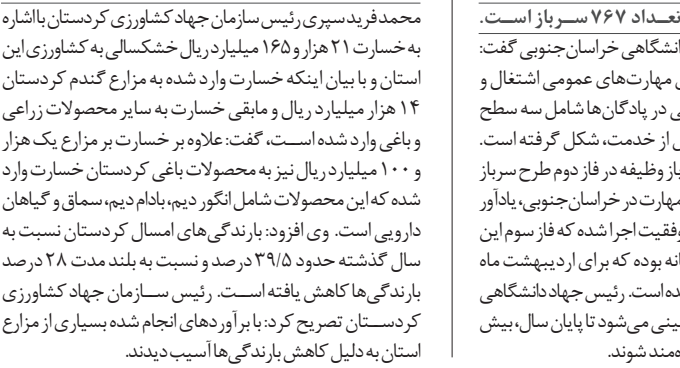 تعداد ۷۶۷ سرباز است.
انشگاهی خراسان‌جنوبی گفت:
مهارت‌های عمومی اشتغال و
در پادگان‌ها شامل سه سطح
از خدمت، شکل گرفته است.
وظیفه در فاز دوم طرح سرباز
مهارت در خراسان‌جنوبی، یادآور
وفقیت اجرا شده که فاز سوم این
انه بوده که برای اردیبهشت ماه
ده‌است. رئیس جهاددانشگاهی
بینی می‌شود تا پایان سال، بیش
ه‌مند شوند.
محمدفرید سپری رئیس سازمان جهاد کشاورزی کردستان بااشاره
به خسارت ۲۱ هزار و ۱۶۵ میلیارد ریال خشکسالی به کشاورزی این
استان و با بیان اینکه خسارت وارد شده به مزارع گندم کردستان
۱۴ هزار میلیارد ریال و مابقی خسارت به سایر محصولات زراعی
و باغی وارد شده است، گفت: علاوه بر خسارت بر مزارع یک هزار
و ۱۰۰ میلیارد ریال نیز به محصولات باغی کردستان خسارت وارد
شده که این محصولات شامل انگور دیم، بادام دیم، سماق و گیاهان
دارویی است. وی افزود: بارندگی‌های امسال کردستان نسبت به
سال گذشته حدود ۳۹/۵ درصد و نسبت به بلند مدت ۲۸ درصد
بارندگی‌ها کاهش یافته است. رئیس سازمان جهاد کشاورزی
کردستان تصریح کرد: با برآوردهای انجام شده بسیاری از مزارع
استان به دلیل کاهش بارندگی‌ها آسیب دیدند.